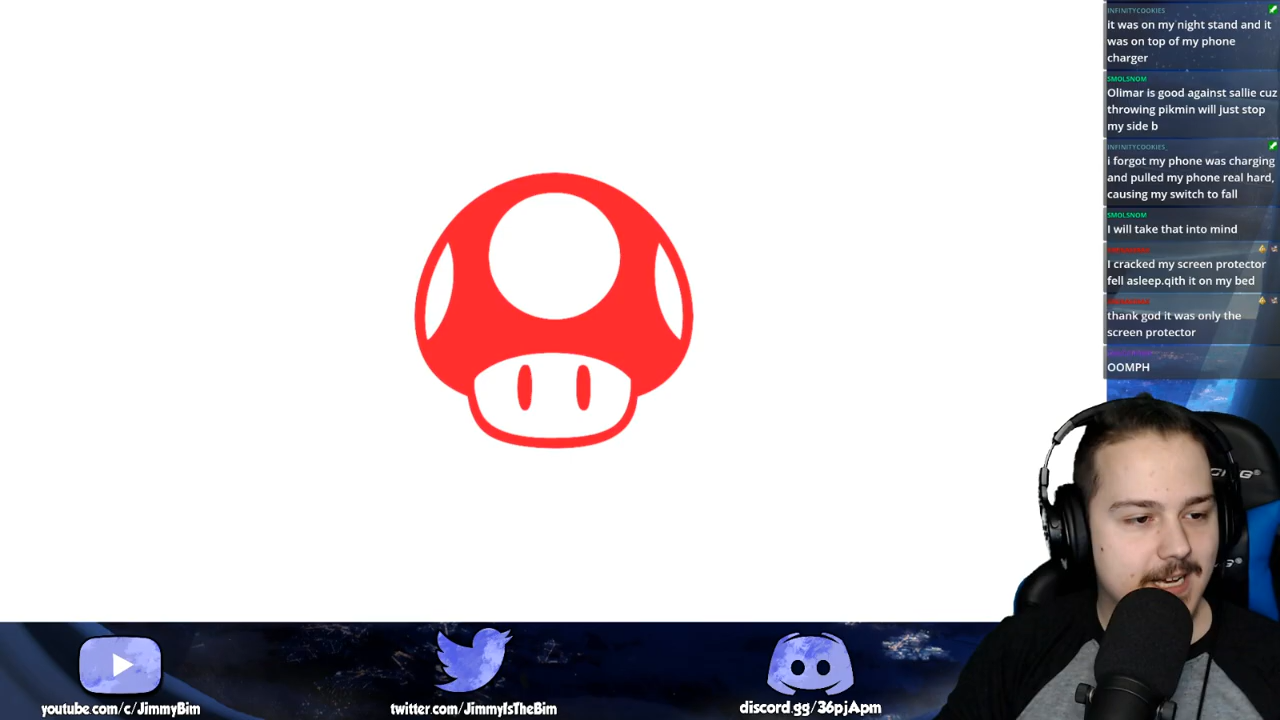 INFINITYCOOKIES
it was on my night stand and it
was on top of my phone
charger
SMOLSNOM
Olimar is good against sallie cuz
throwing pikmin will just stop
my side b
INFINITYCOOKIES_
i forgot my phone was charging
and pulled my phone real hard,
causing my switch to fall
SMOLSNOM
I will take that into mind
I cracked my screen protector
fell asleep.qith it on my bed
thank god it was only the
screen protector
OOMPH
youtube.com/c/JimmyBim
twitter.com/JimmyIsTheBim
discord.gg/36pjApm